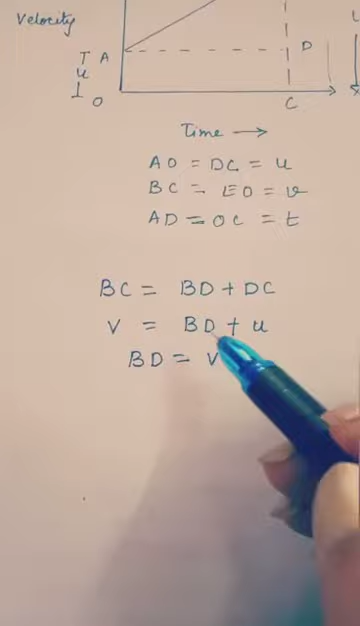 Velocity
T A
u D
⊥ O
C
Time →
AO = DC = u
BC = EO = v
AD = OC = t
BC = BD + DC
V = BD + u
BD = V